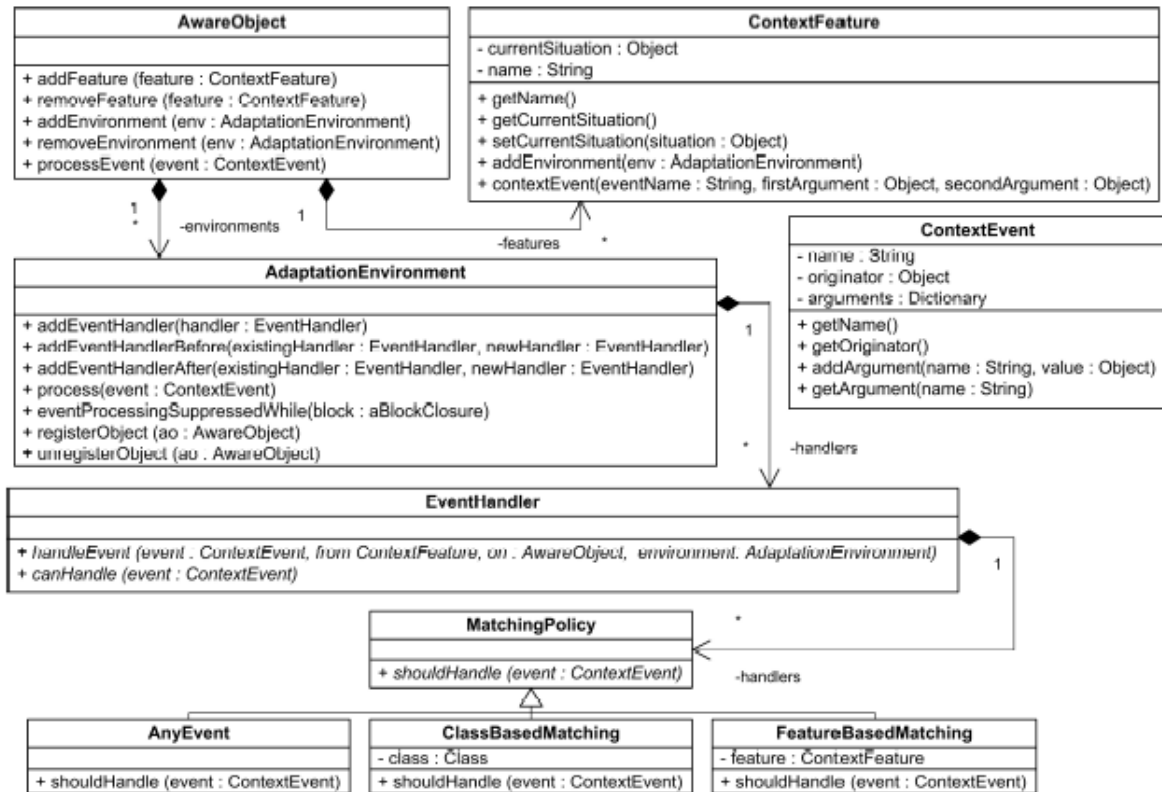 AwareObject
+ addFeature (feature : ContextFeature)
+ removeFeature (feature : ContextFeature)
+ addEnvironment (env : AdaptationEnvironment)
+ removeEnvironment (env : AdaptationEnvironment)
+ processEvent (event : ContextEvent)
ContextFeature
- currentSituation : Object
- name : String
+ getName()
+ getCurrentSituation()
+ setCurrentSituation(situation : Object)
+ addEnvironment(env : AdaptationEnvironment)
+ contextEvent(eventName : String, firstArgument : Object, secondArgument : Object)
1
*
-environments
1
-features
*
ContextEvent
- name : String
- originator : Object
- arguments : Dictionary
+ getName()
+ getOriginator()
+ addArgument(name : String, value : Object)
+ getArgument(name : String)
AdaptationEnvironment
+ addEventHandler(handler : EventHandler)
+ addEventHandlerBefore(existingHandler : EventHandler, newHandler : EventHandler)
+ addEventHandlerAfter(existingHandler : EventHandler, newHandler : EventHandler)
+ process(event : ContextEvent)
+ eventProcessingSuppressedWhile(block : aBlockClosure)
+ registerObject (ao : AwareObject)
+ unregisterObject (ao : AwareObject)
1
*
-handlers
EventHandler
+ handleEvent (event : ContextEvent, from ContextFeature, on : AwareObject, environment: AdaptationEnvironment)
+ canHandle (event : ContextEvent)
1
*
-handlers
MatchingPolicy
+ shouldHandle (event : ContextEvent)
AnyEvent
+ shouldHandle (event : ContextEvent)
ClassBasedMatching
- class : Class
+ shouldHandle (event : ContextEvent)
FeatureBasedMatching
- feature : ContextFeature
+ shouldHandle (event : ContextEvent)